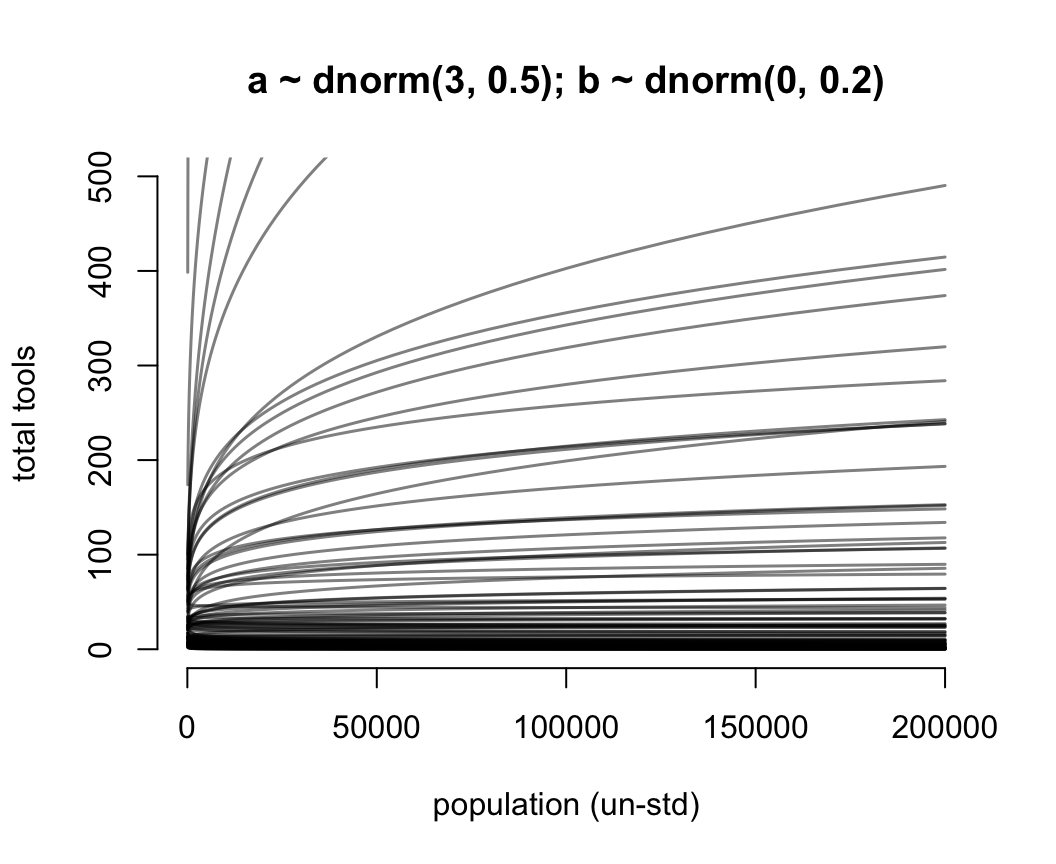 a ~ dnorm(3, 0.5); b ~ dnorm(0, 0.2)
total tools
500
400
300
200
100
0
0 50000 100000 150000 200000
population (un-std)